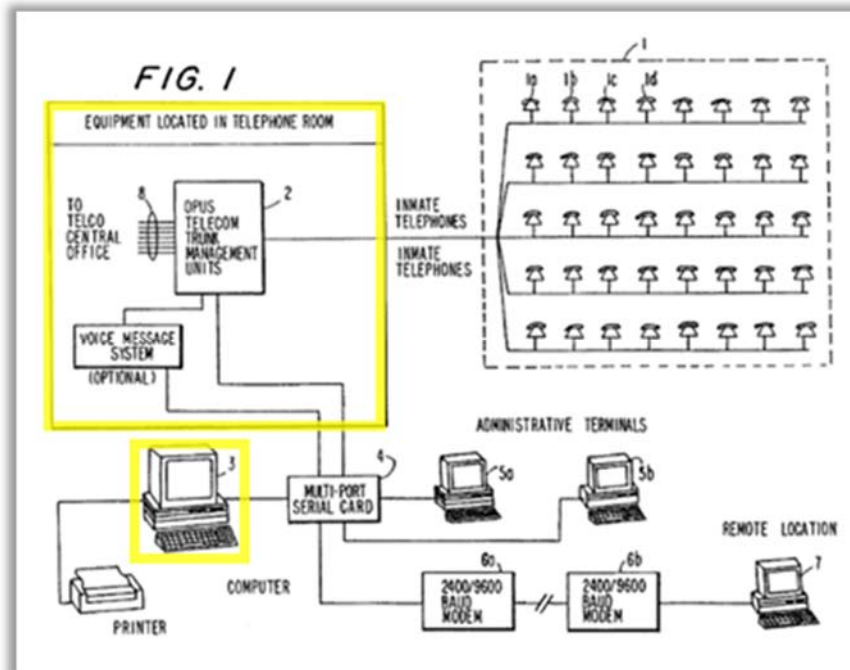 FIG. 1
EQUIPMENT LOCATED IN TELEPHONE ROOM
TO
TELCO
CENTRAL
OFFICE
8
OPUS
TELECOM
TRUNK
MANAGEMENT
UNITS
2
VOICE MESSAGE
SYSTEM
(OPTIONAL)
INMATE
TELEPHONES
INMATE
TELEPHONES
1
1a 1b 1c 1d
3
COMPUTER
PRINTER
4
MULTI-PORT
SERIAL CARD
ADMINISTRATIVE TERMINALS
5a
5b
6a
2400/9600
BAUD
MODEM
6b
2400/9600
BAUD
MODEM
REMOTE LOCATION
7